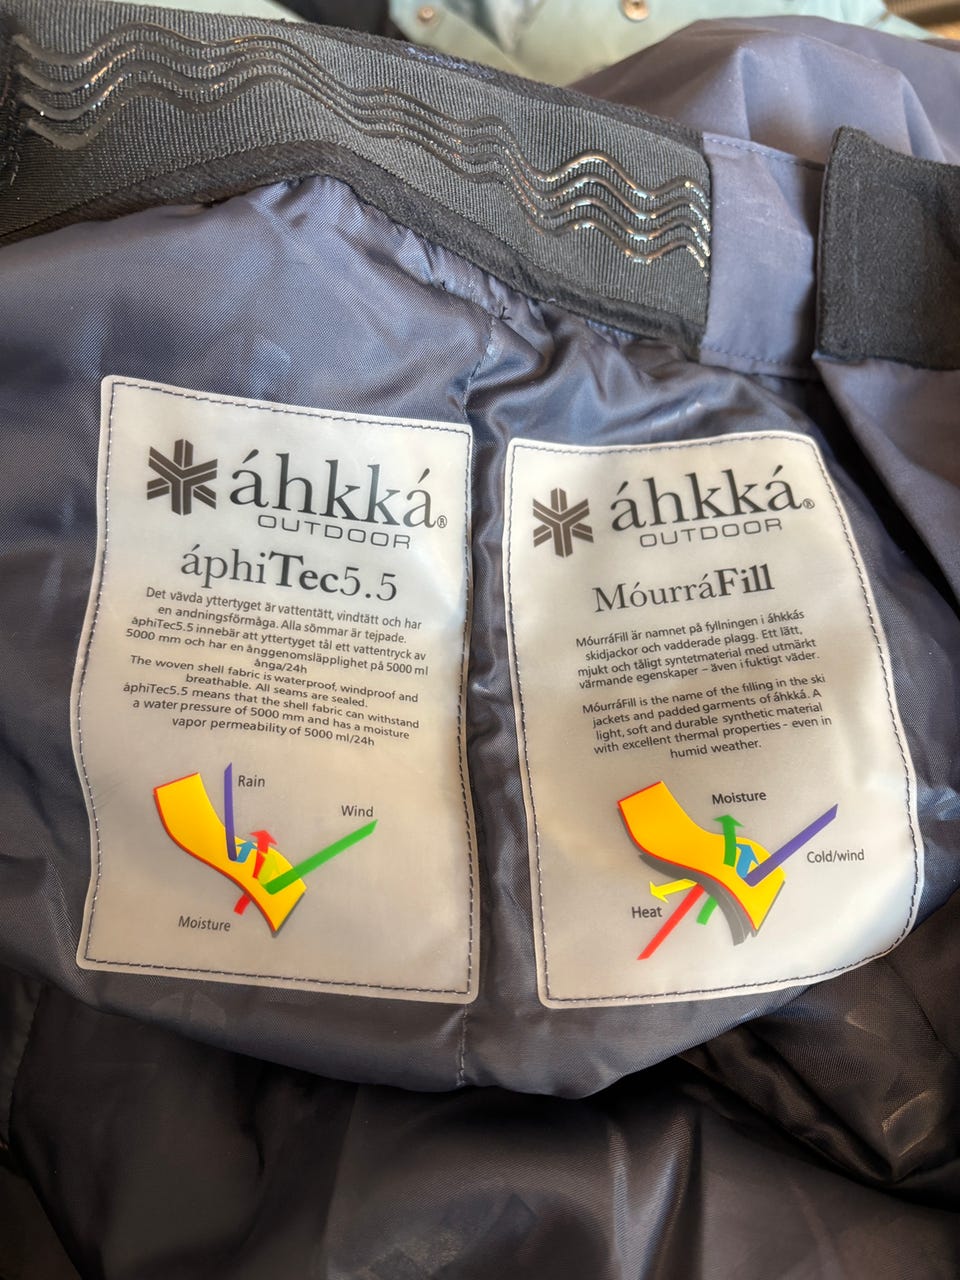 áhkká®
OUTDOOR
áphiTec5.5
Det vävda yttertyget är vattentätt, vindtätt och har
en andningsförmåga. Alla sömmar är tejpade.
áphiTec5.5 innebär att yttertyget tål ett vattentryck av
5000 mm och har en ånggenomsläpplighet på 5000 ml
ånga/24h
The woven shell fabric is waterproof, windproof and
breathable. All seams are sealed.
áphiTec5.5 means that the shell fabric can withstand
a water pressure of 5000 mm and has a moisture
vapor permeability of 5000 ml/24h
Rain
Wind
Moisture
áhkká®
OUTDOOR
MóurráFill
MóurráFill är namnet på fyllningen i áhkkás
skidjackor och vadderade plagg. Ett lätt,
mjukt och tåligt syntetmaterial med utmärkt
värmande egenskaper – även i fuktigt väder.
MóurráFill is the name of the filling in the ski
jackets and padded garments of áhkká. A
light, soft and durable synthetic material
with excellent thermal properties – even in
humid weather.
Moisture
Cold/wind
Heat